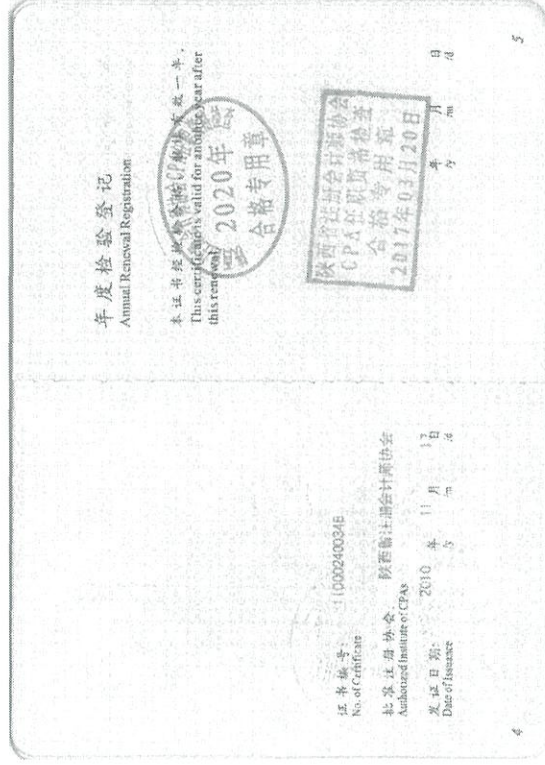 证书编号:
No. of Certificate
110002400348
批准注册协会:
Authorized Institute of CPAs
陕西省注册会计师协会
发证日期:
Date of Issuance
2010 年 11 月 13 日
/y /m /d
4
年度检验登记
Annual Renewal Registration
本证书经检验合格,继续有效一年。
This certificate is valid for another year after
this renewal.
2020年
合格专用章
陕西省注册会计师协会
CPA任职资格检查
合格专用章
2017年03月20日
年 月 日
/y /m /d
5